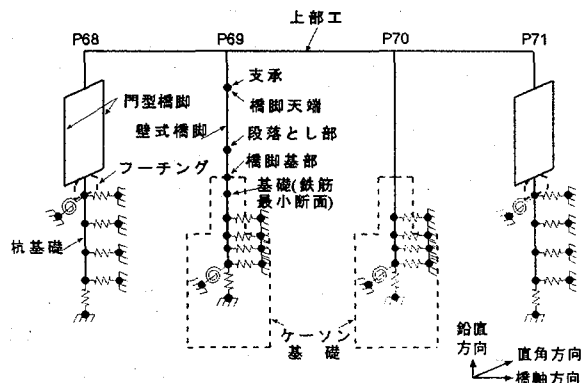 上部工
P68
P69
P70
P71
支承
門型橋脚
橋脚天端
壁式橋脚
段落とし部
フーチング
橋脚基部
基礎(鉄筋
最小断面)
杭基礎
ケーソン
基礎
鉛直
方向
直角方向
橋軸方向